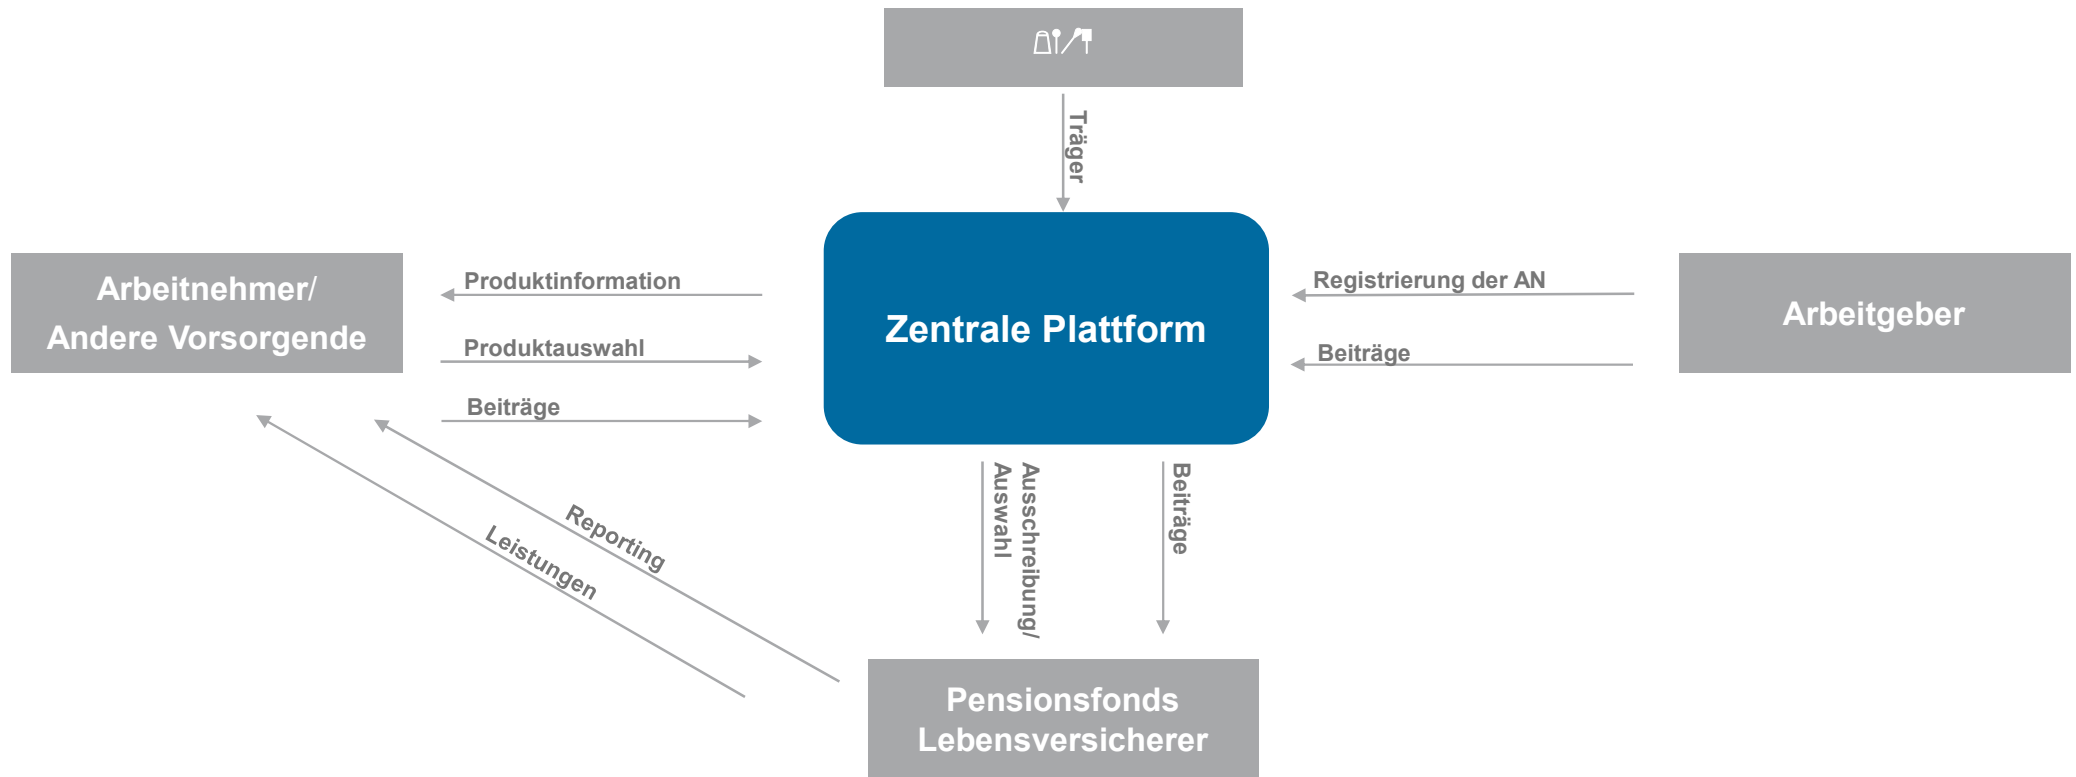 Träger
Arbeitnehmer/
Andere Vorsorgende
Produktinformation
Produktauswahl
Beiträge
Zentrale Plattform
Registrierung der AN
Beiträge
Arbeitgeber
Reporting
Leistungen
Ausschreibung/
Auswahl
Beiträge
Pensionsfonds
Lebensversicherer